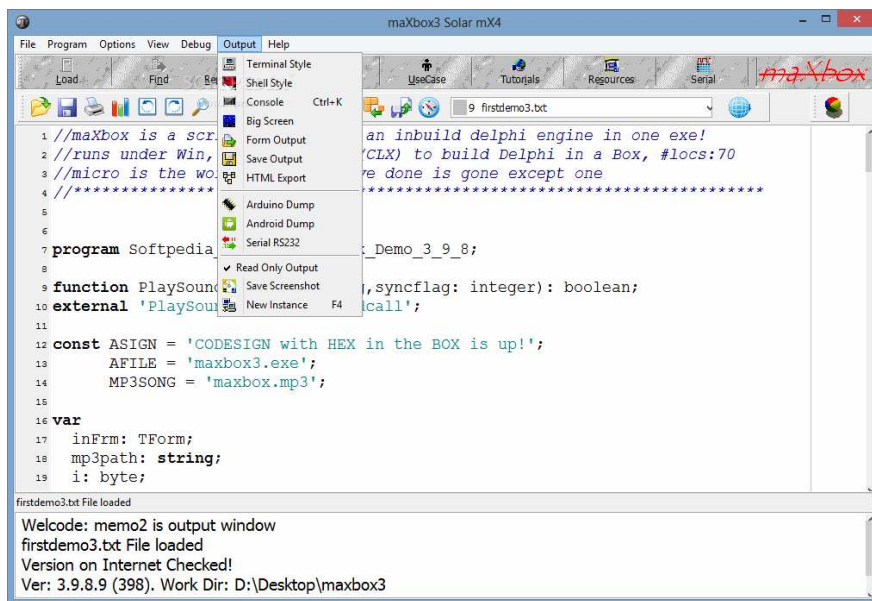 maXbox3 Solar mX4
File Program Options View Debug Output Help
Load Find UseCase Tutorials Resources Serial maXbox
9 firstdemo3.txt
Terminal Style
Shell Style
Console Ctrl+K
Big Screen
Form Output
Save Output
HTML Export
Arduino Dump
Android Dump
Serial RS232
✓ Read Only Output
Save Screenshot
New Instance F4
1 //maXbox is a scr an inbuild delphi engine in one exe!
2 //runs under Win, (CLX) to build Delphi in a Box, #locs:70
3 //micro is the wo ve done is gone except one
4 //**************** ********************************************************
5
6
7 program Softpedia_ _Demo_3_9_8;
8
9 function PlaySoun ,syncflag: integer): boolean;
10 external 'PlaySou call';
11
12 const ASIGN = 'CODESIGN with HEX in the BOX is up!';
13 AFILE = 'maxbox3.exe';
14 MP3SONG = 'maxbox.mp3';
15
16 var
17 inFrm: TForm;
18 mp3path: string;
19 i: byte;
firstdemo3.txt File loaded
Welcode: memo2 is output window
firstdemo3.txt File loaded
Version on Internet Checked!
Ver: 3.9.8.9 (398). Work Dir: D:\Desktop\maxbox3